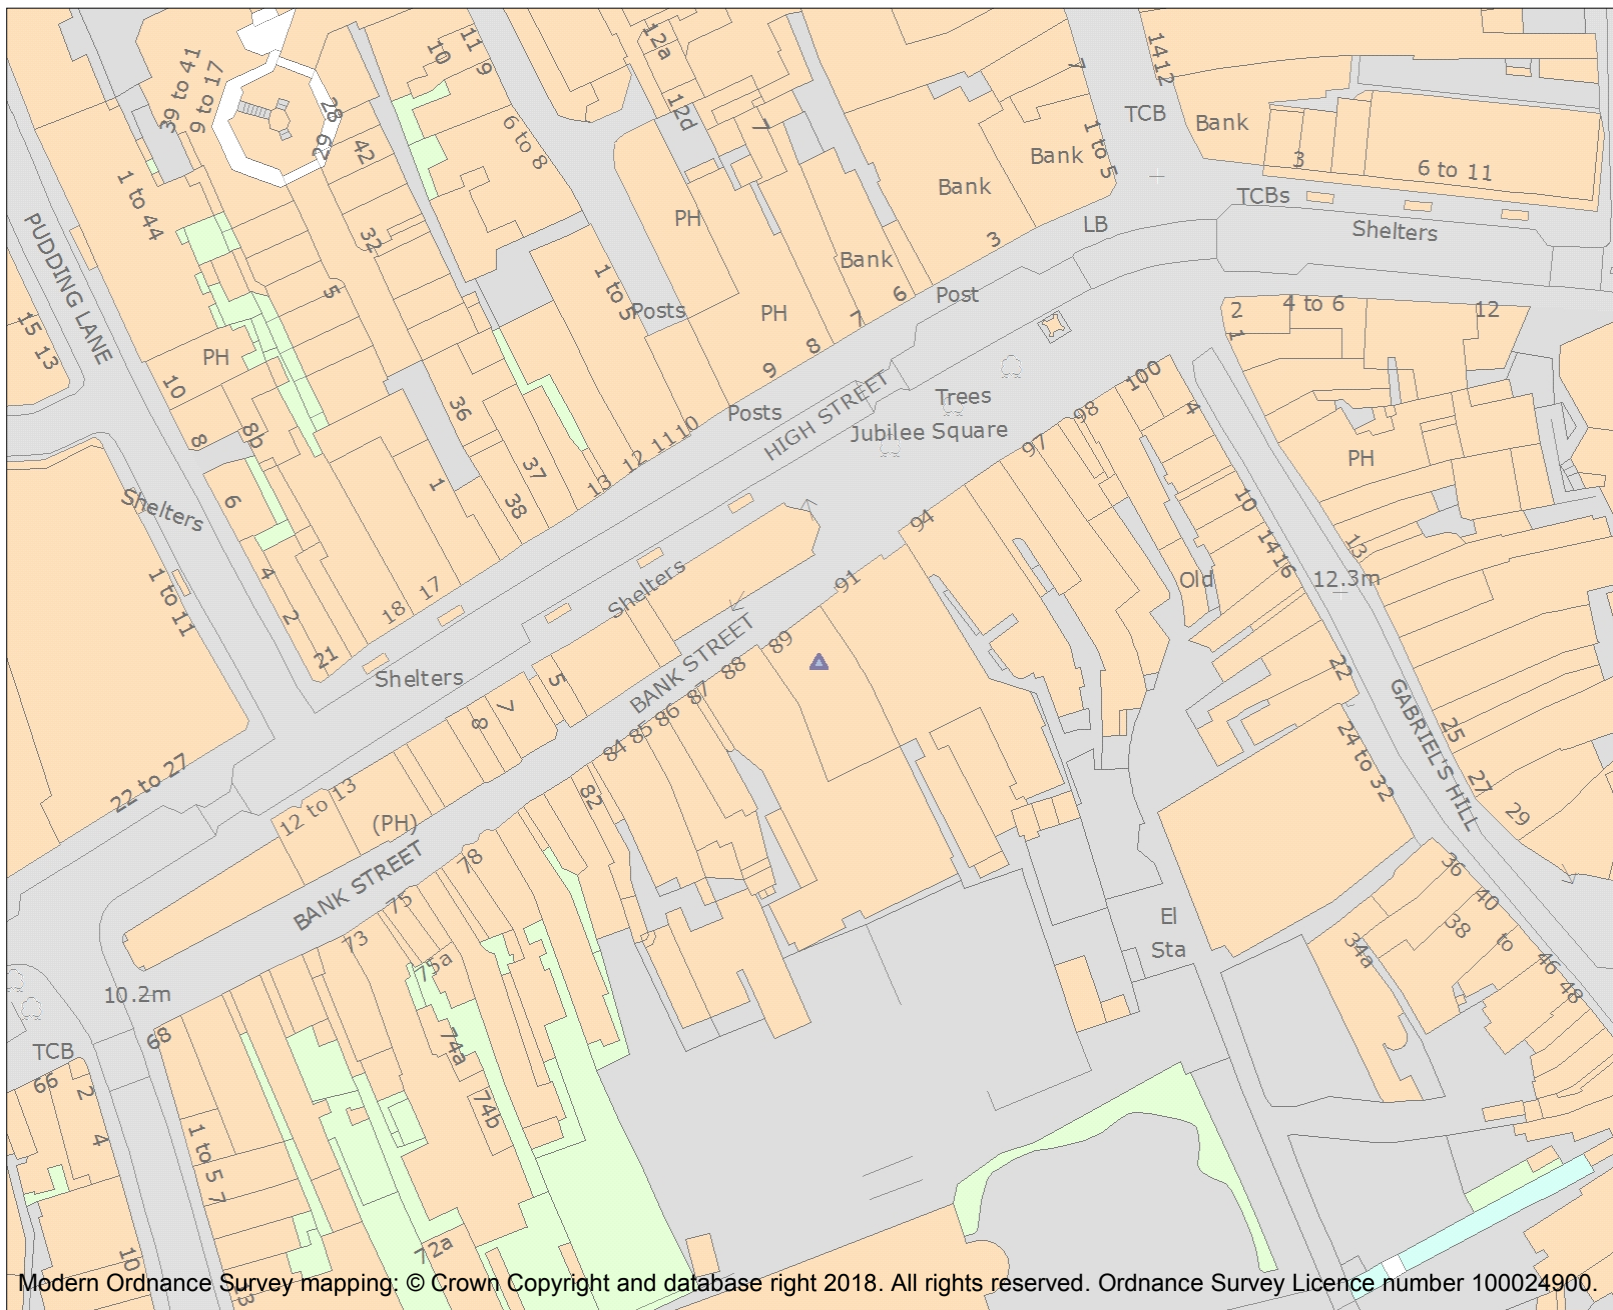 39 to 41
9 to 17
28
29
42
10
11
9
12a
12d
7
7
1412
TCB
Bank
1 to 5
Bank
Bank
3
6 to 11
TCBs
Shelters
LB
3
6 to 8
1 to 44
PUDDING LANE
32
5
PH
1 to 5
Posts
PH
Bank
6
Post
7
8
9
2
1
4 to 6
12
15
13
PH
10
8
8b
36
37
38
1
13
12
11
10
Posts
HIGH STREET
Trees
Jubilee Square
100
98
97
94
4
10
1416
PH
13
12.3m
Old
Shelters
6
4
2
1 to 11
21
18
17
Shelters
Shelters
BANK STREET
91
89
88
87
86
85
84
5
7
8
82
22
GABRIEL'S HILL
24 to 32
25
27
29
22 to 27
12 to 13
(PH)
BANK STREET
78
75
73
75a
74a
74b
72a
36
40
38
to
46
48
34a
El
Sta
10.2m
68
TCB
66
2
4
1 to 5
7
10
13
Modern Ordnance Survey mapping: © Crown Copyright and database right 2018. All rights reserved. Ordnance Survey Licence number 100024900.